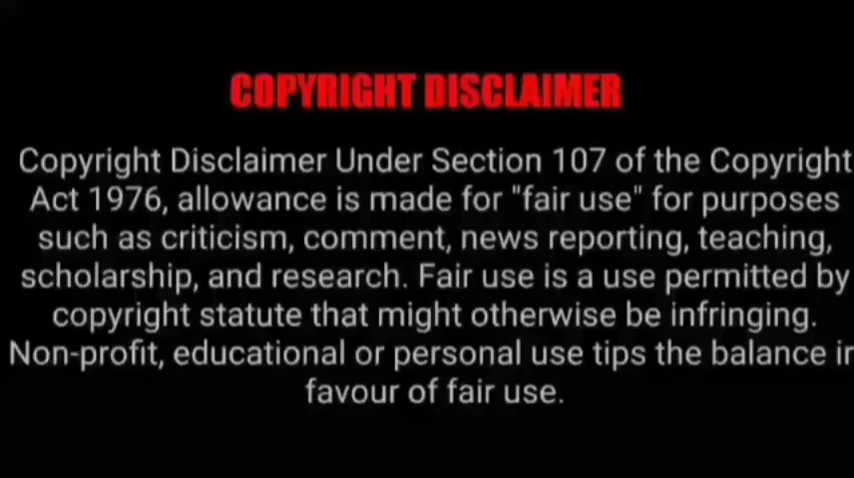 COPYRIGHT DISCLAIMER
Copyright Disclaimer Under Section 107 of the Copyright
Act 1976, allowance is made for "fair use" for purposes
such as criticism, comment, news reporting, teaching,
scholarship, and research. Fair use is a use permitted by
copyright statute that might otherwise be infringing.
Non-profit, educational or personal use tips the balance in
favour of fair use.